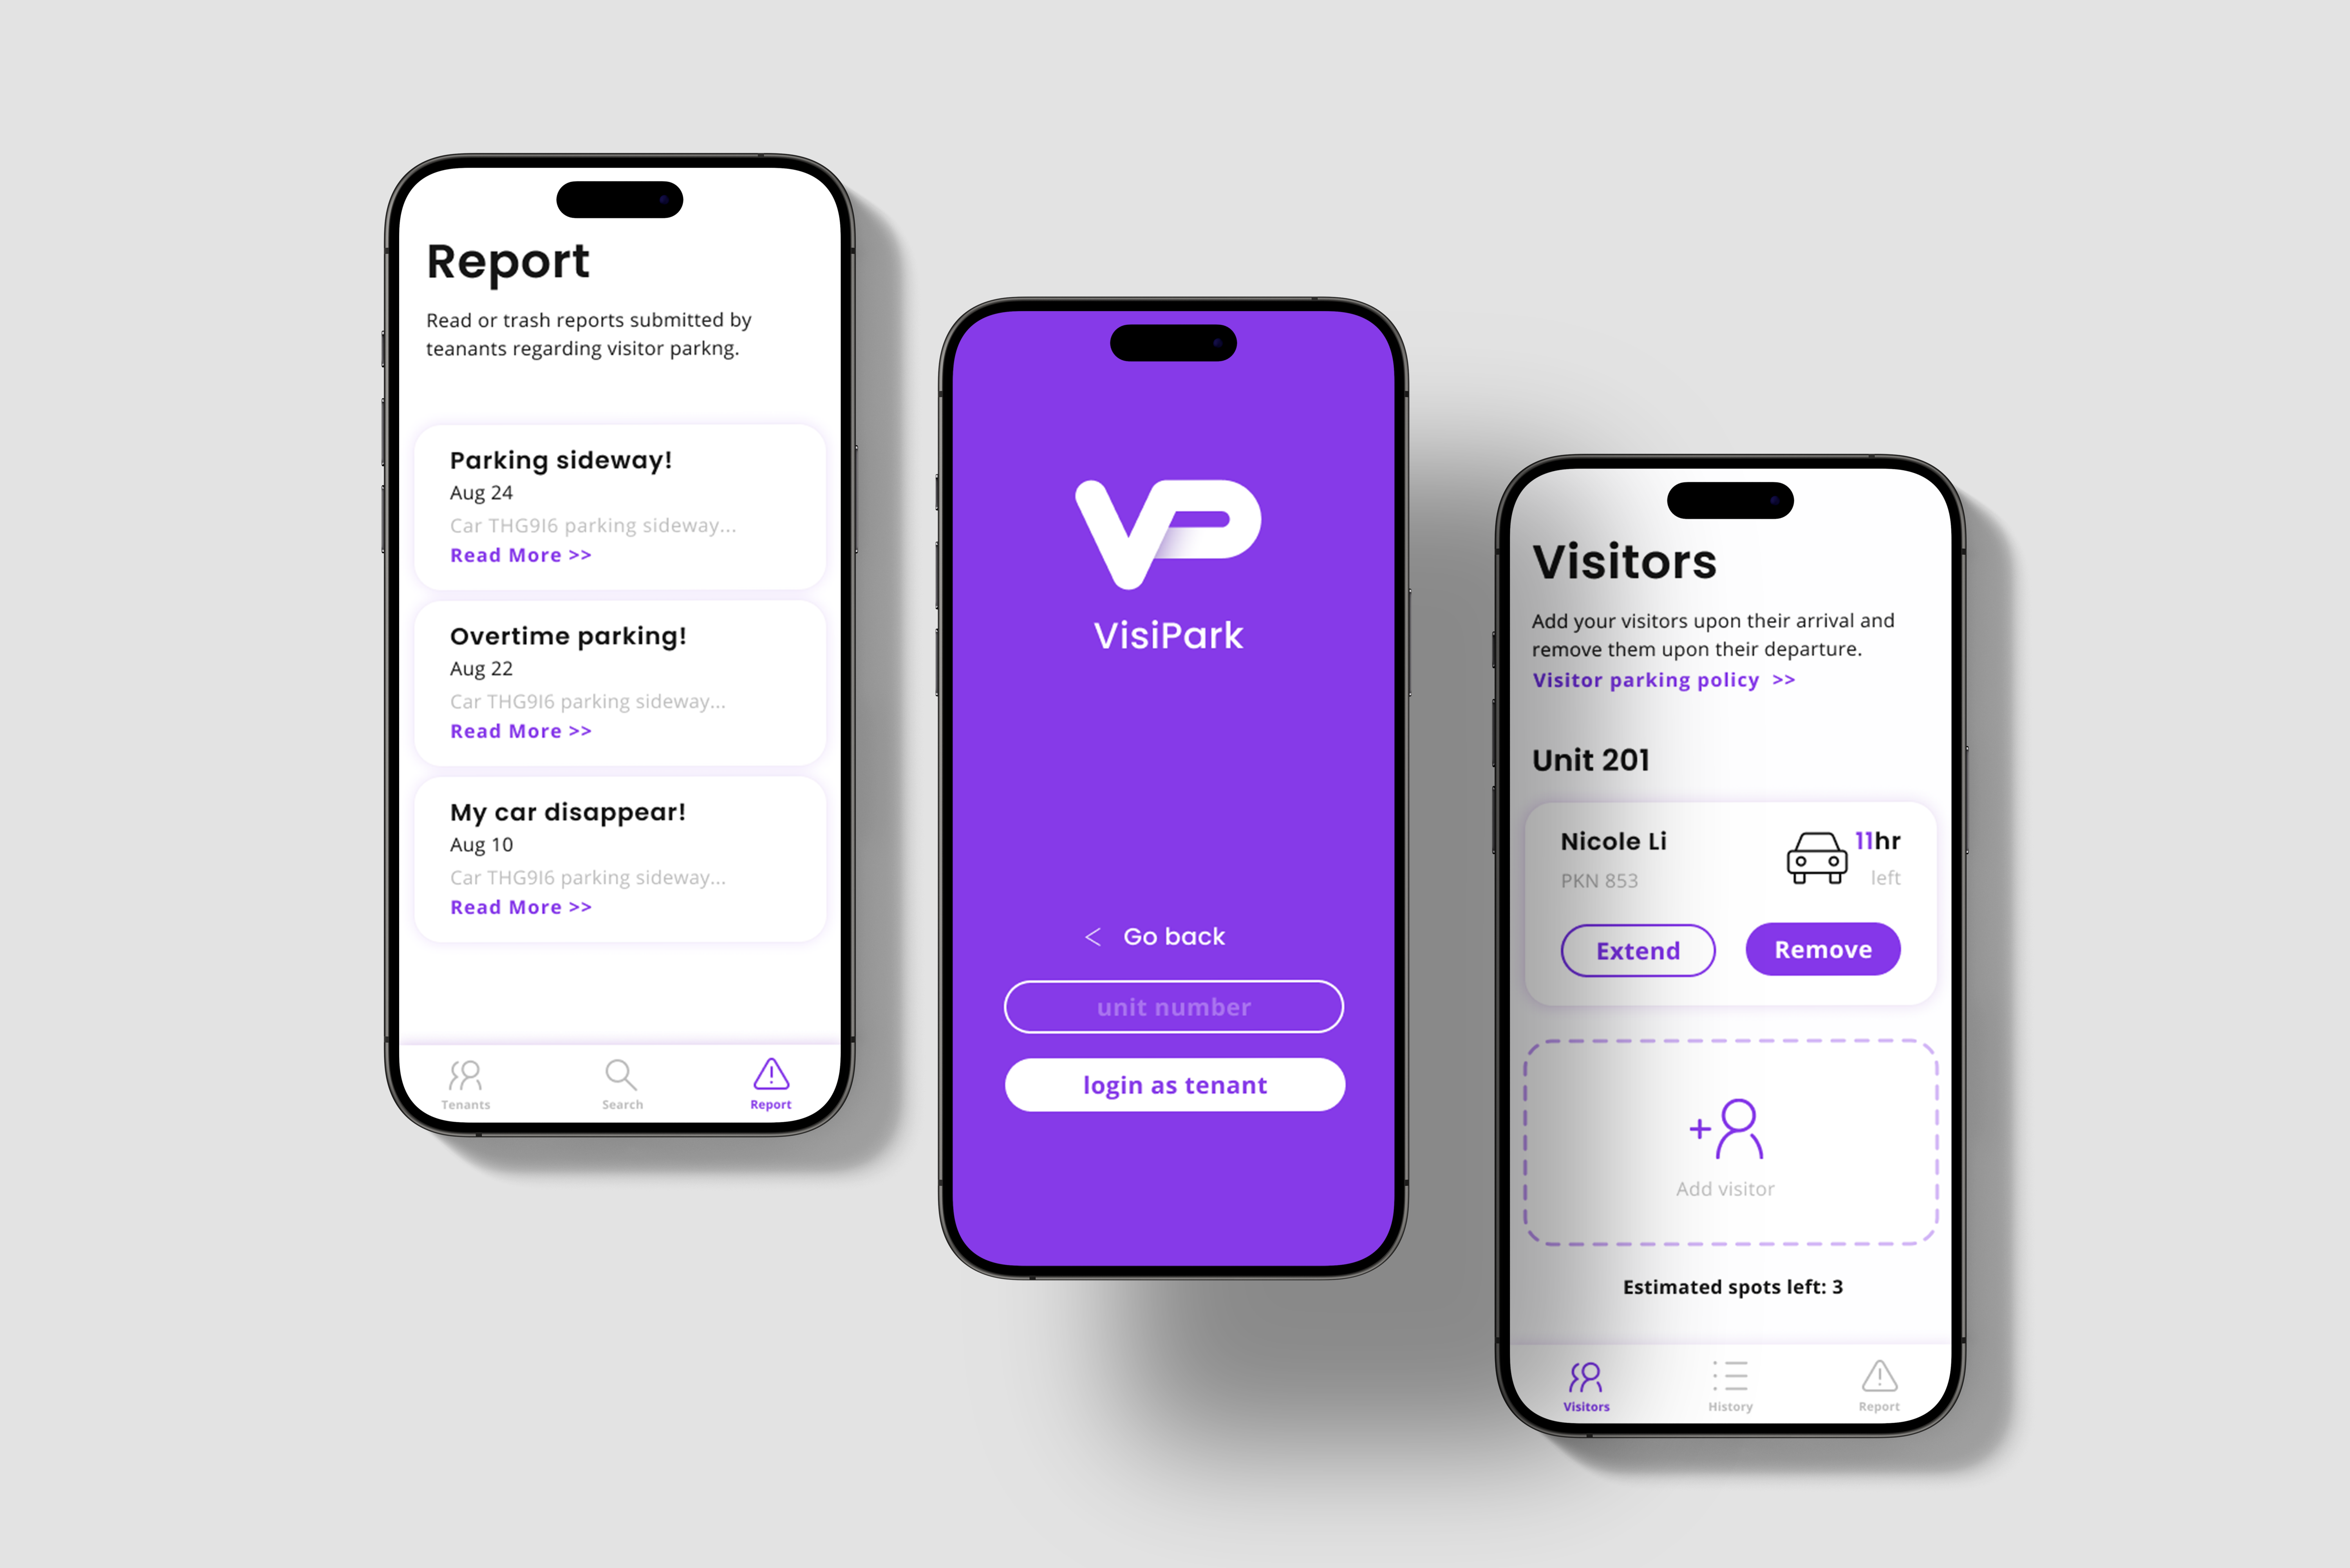 Report
Read or trash reports submitted by
teanants regarding visitor parkng.
Parking sideway!
Aug 24
Car THG9I6 parking sideway...
Read More >>
Overtime parking!
Aug 22
Car THG9I6 parking sideway...
Read More >>
My car disappear!
Aug 10
Car THG9I6 parking sideway...
Read More >>
Tenants
Search
Report
VP
VisiPark
< Go back
unit number
login as tenant
Visitors
Add your visitors upon their arrival and
remove them upon their departure.
Visitor parking policy >>
Unit 201
Nicole Li
11hr
PKN 853
left
Extend
Remove
Add visitor
Estimated spots left: 3
Visitors
History
Report